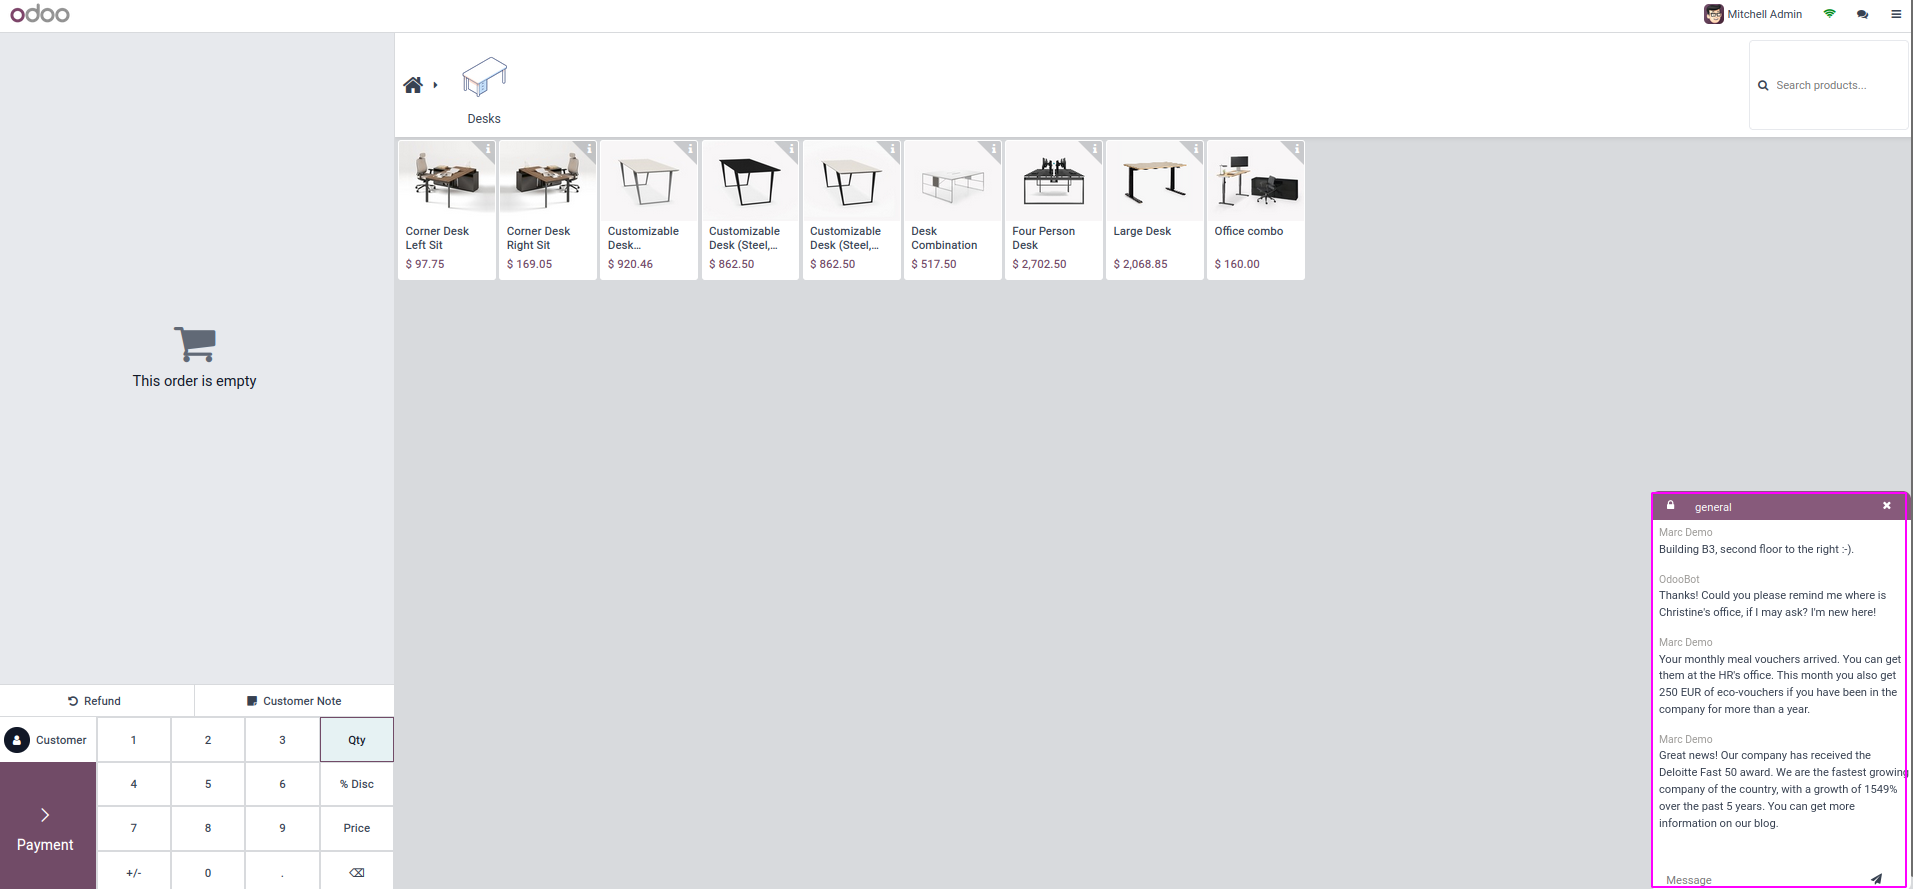 odoo
Mitchell Admin
Search products...
Desks
Corner Desk
Left Sit
$ 97.75
Corner Desk
Right Sit
$ 169.05
Customizable
Desk...
$ 920.46
Customizable
Desk (Steel,...
$ 862.50
Customizable
Desk (Steel,...
$ 862.50
Desk
Combination
$ 517.50
Four Person
Desk
$ 2,702.50
Large Desk
$ 2,068.85
Office combo
$ 160.00
This order is empty
Refund
Customer Note
Customer
1
2
3
Qty
4
5
6
% Disc
7
8
9
Price
+/-
0
.
Payment
general
Marc Demo
Building B3, second floor to the right :-).
OdooBot
Thanks! Could you please remind me where is
Christine's office, if I may ask? I'm new here!
Marc Demo
Your monthly meal vouchers arrived. You can get
them at the HR's office. This month you also get
250 EUR of eco-vouchers if you have been in the
company for more than a year.
Marc Demo
Great news! Our company has received the
Deloitte Fast 50 award. We are the fastest growing
company of the country, with a growth of 1549%
over the past 5 years. You can get more
information on our blog.
Message